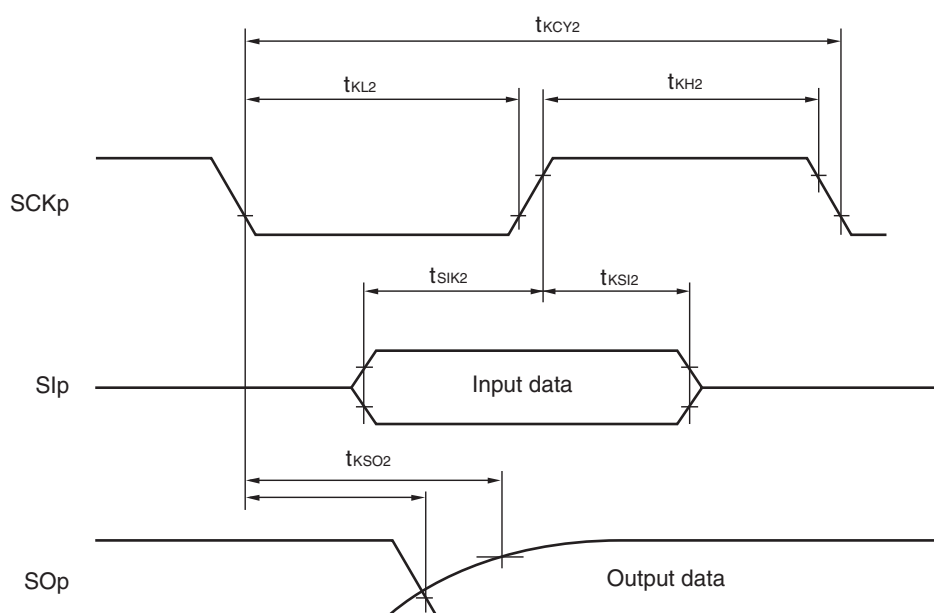 tKCY2
tKL2
tKH2
SCKp
tSIK2
tKSI2
SIp
Input data
tKSO2
SOp
Output data